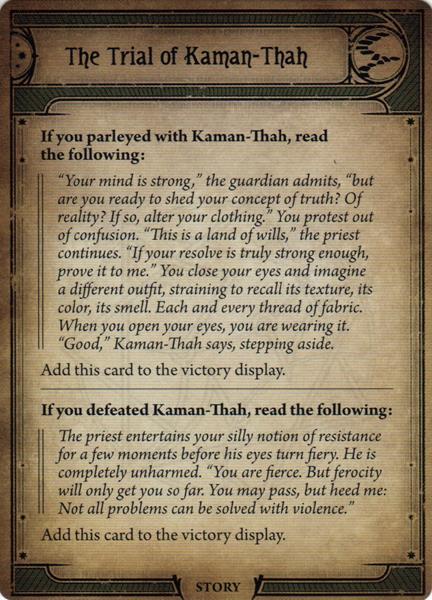 The Trial of Kaman-Thah
If you parleyed with Kaman-Thah, read
the following:
“Your mind is strong,” the guardian admits, “but
are you ready to shed your concept of truth? Of
reality? If so, alter your clothing.” You protest out
of confusion. “This is a land of wills,” the priest
continues. “If your resolve is truly strong enough,
prove it to me.” You close your eyes and imagine
a different outfit, straining to recall its texture, its
color, its smell. Each and every thread of fabric.
When you open your eyes, you are wearing it.
“Good,” Kaman-Thah says, stepping aside.
Add this card to the victory display.
If you defeated Kaman-Thah, read the following:
The priest entertains your silly notion of resistance
for a few moments before his eyes turn fiery. He is
completely unharmed. “You are fierce. But ferocity
will only get you so far. You may pass, but heed me:
Not all problems can be solved with violence.”
Add this card to the victory display.
STORY